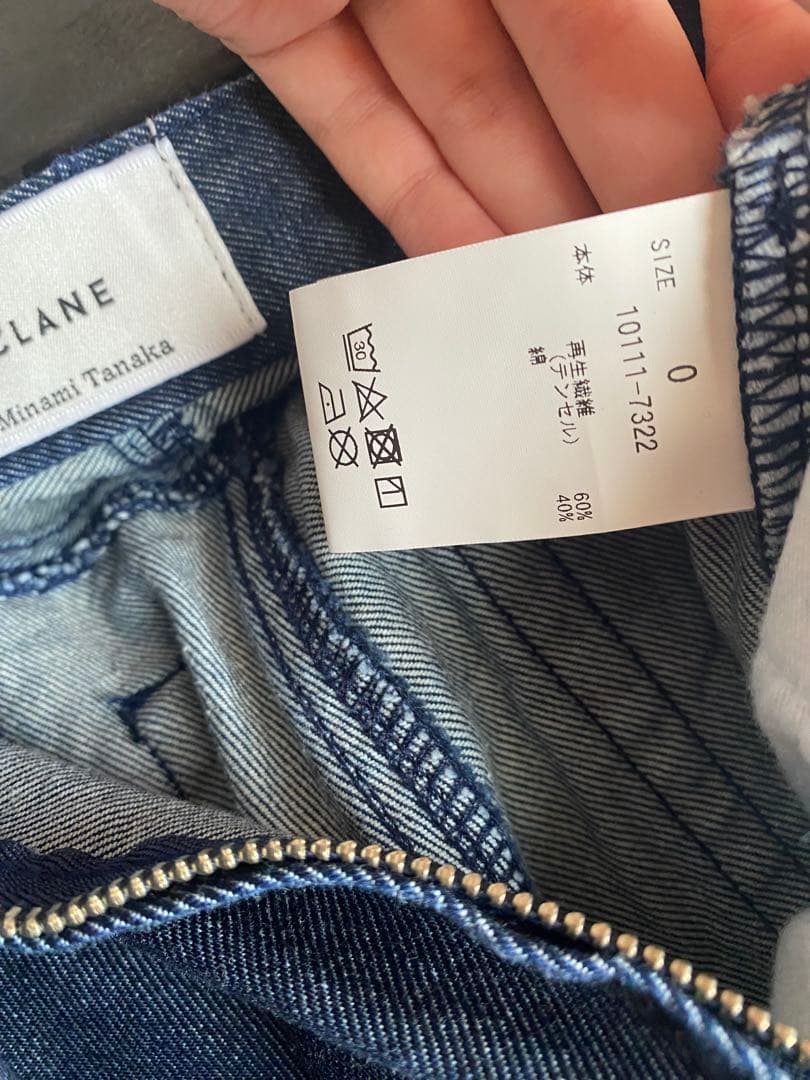 CLANE
Minami Tanaka
SIZE 0
10111-7322
本体 再生繊維 60%
(テンセル)
綿 40%
30